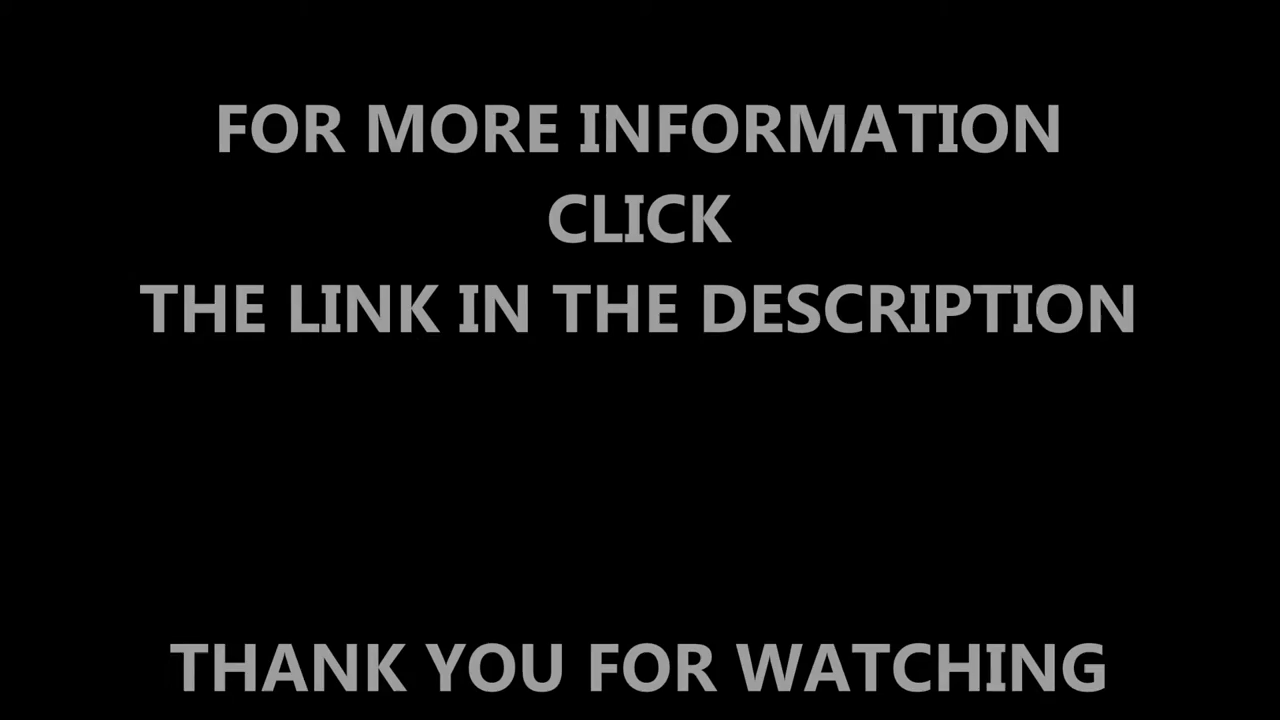 FOR MORE INFORMATION
CLICK
THE LINK IN THE DESCRIPTION
THANK YOU FOR WATCHING